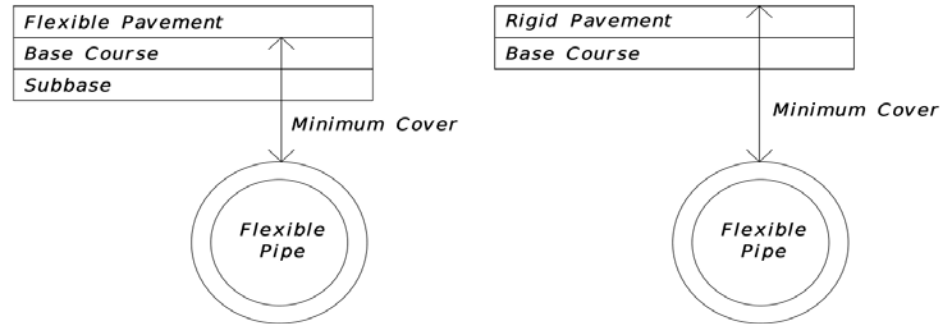 Flexible Pavement
Base Course
Subbase
Minimum Cover
Flexible
Pipe
Rigid Pavement
Base Course
Minimum Cover
Flexible
Pipe